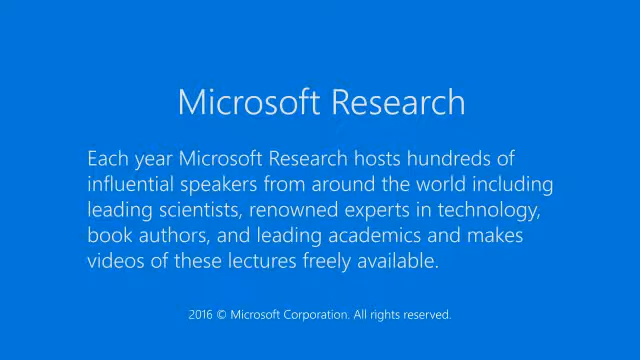 Microsoft Research
Each year Microsoft Research hosts hundreds of
influential speakers from around the world including
leading scientists, renowned experts in technology,
book authors, and leading academics and makes
videos of these lectures freely available.
2016 © Microsoft Corporation. All rights reserved.